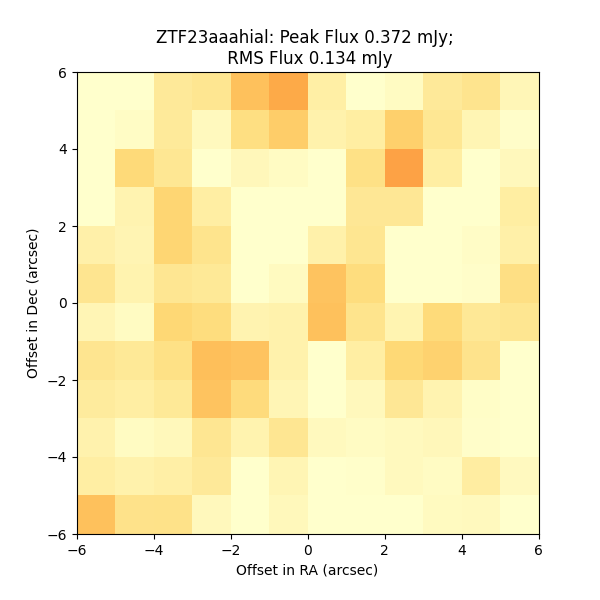 ZTF23aaahial: Peak Flux 0.372 mJy;
RMS Flux 0.134 mJy
6
4
2
0
−2
−4
−6
Offset in Dec (arcsec)
−6 −4 −2 0 2 4 6
Offset in RA (arcsec)